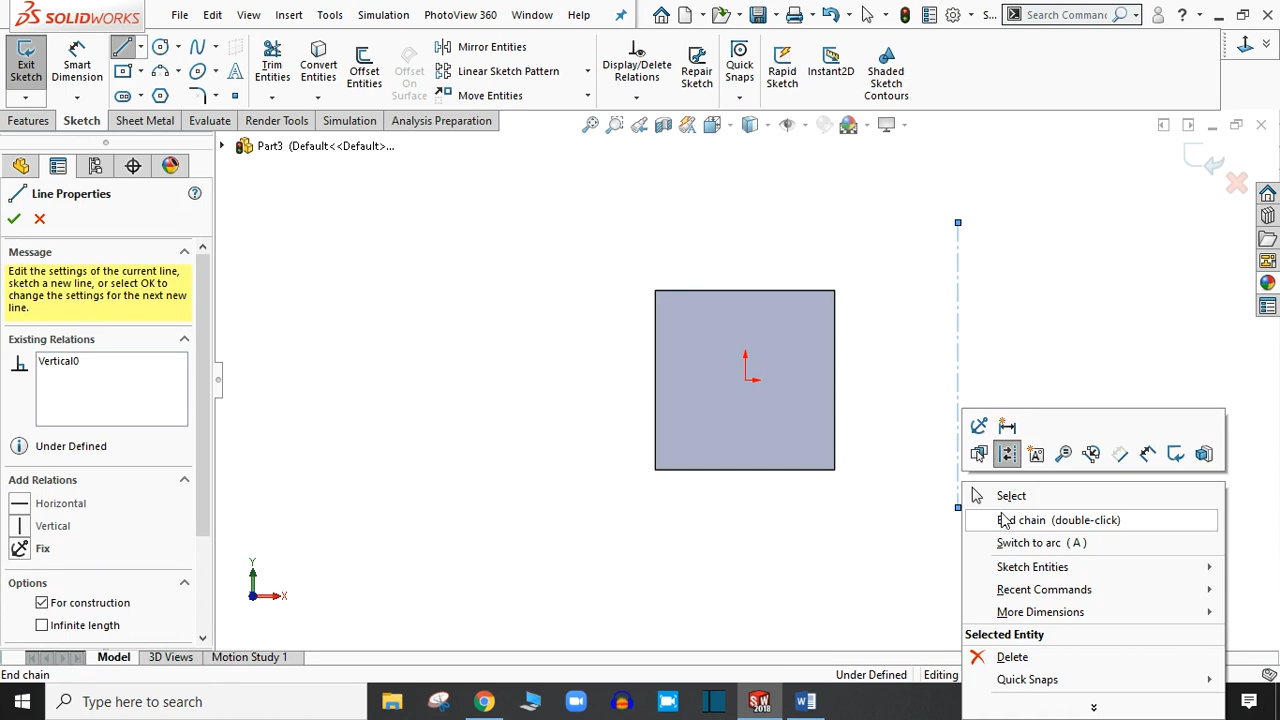 SOLIDWORKS File Edit View Insert Tools Simulation PhotoView 360 Window Help S... Search Commanc ?
Exit Sketch
Smart Dimension
Trim Entities
Convert Entities
Offset Entities
Offset On Surface
Mirror Entities
Linear Sketch Pattern
Move Entities
Display/Delete Relations
Repair Sketch
Quick Snaps
Rapid Sketch
Instant2D
Shaded Sketch Contours
Features Sketch Sheet Metal Evaluate Render Tools Simulation Analysis Preparation
Part3 (Default<<Default>...
Line Properties
Message
Edit the settings of the current line,
sketch a new line, or select OK to
change the settings for the next new
line.
Existing Relations
Vertical0
Under Defined
Add Relations
Horizontal
Vertical
Fix
Options
For construction
Infinite length
Y
X
Select
End chain (double-click)
Switch to arc ( A )
Sketch Entities
Recent Commands
More Dimensions
Selected Entity
Delete
Quick Snaps
Model 3D Views Motion Study 1
End chain Under Defined Editing
Type here to search
SW 2018